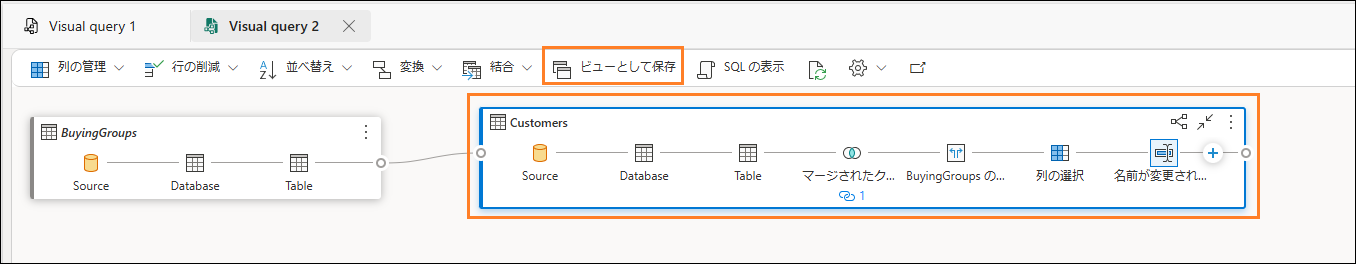 Visual query 1
Visual query 2
列の管理
行の削減
並べ替え
変換
結合
ビューとして保存
SQL の表示
BuyingGroups
Source
Database
Table
Customers
Source
Database
Table
マージされたク...
1
BuyingGroups の...
列の選択
名前が変更され...